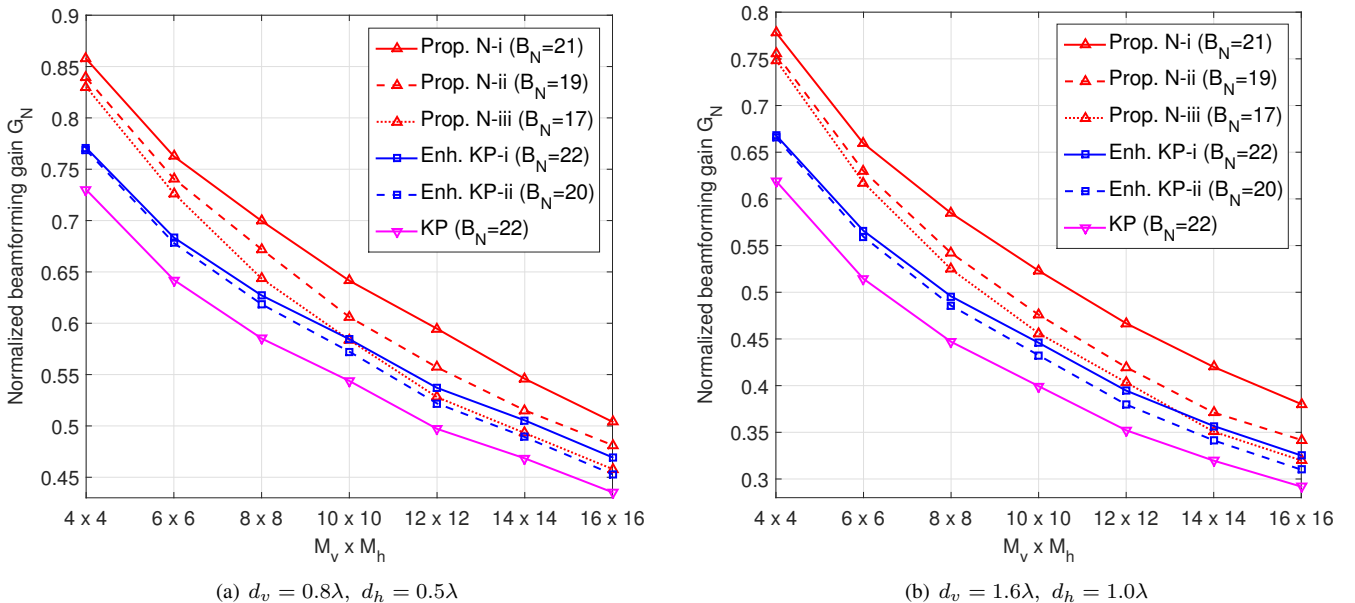 0.9
0.85
0.8
0.75
0.7
0.65
0.6
0.55
0.5
0.45
Normalized beamforming gain G_N
Prop. N-i (B_N=21)
Prop. N-ii (B_N=19)
Prop. N-iii (B_N=17)
Enh. KP-i (B_N=22)
Enh. KP-ii (B_N=20)
KP (B_N=22)
4 x 4 6 x 6 8 x 8 10 x 10 12 x 12 14 x 14 16 x 16
M_v x M_h
(a) d_v = 0.8λ, d_h = 0.5λ
0.8
0.75
0.7
0.65
0.6
0.55
0.5
0.45
0.4
0.35
0.3
Normalized beamforming gain G_N
Prop. N-i (B_N=21)
Prop. N-ii (B_N=19)
Prop. N-iii (B_N=17)
Enh. KP-i (B_N=22)
Enh. KP-ii (B_N=20)
KP (B_N=22)
4 x 4 6 x 6 8 x 8 10 x 10 12 x 12 14 x 14 16 x 16
M_v x M_h
(b) d_v = 1.6λ, d_h = 1.0λ